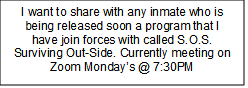 I want to share with any inmate who is
being released soon a program that I
have join forces with called S.O.S.
Surviving Out-Side. Currently meeting on
Zoom Monday's @ 7:30PM